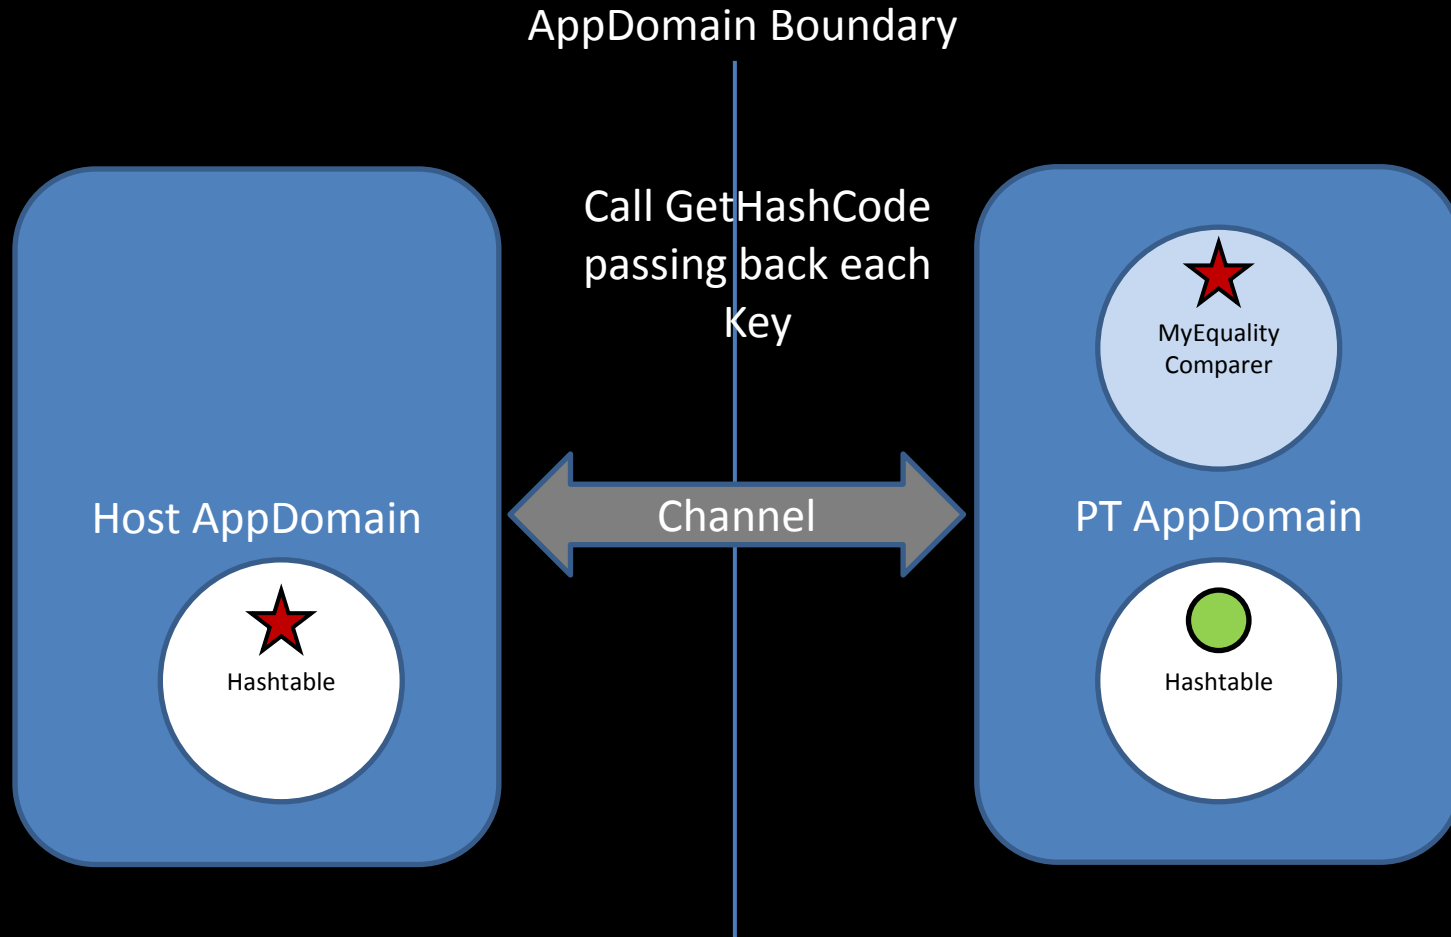 AppDomain Boundary
Call GetHashCode
passing back each
Key
MyEquality
Comparer
Host AppDomain
Channel
PT AppDomain
Hashtable
Hashtable